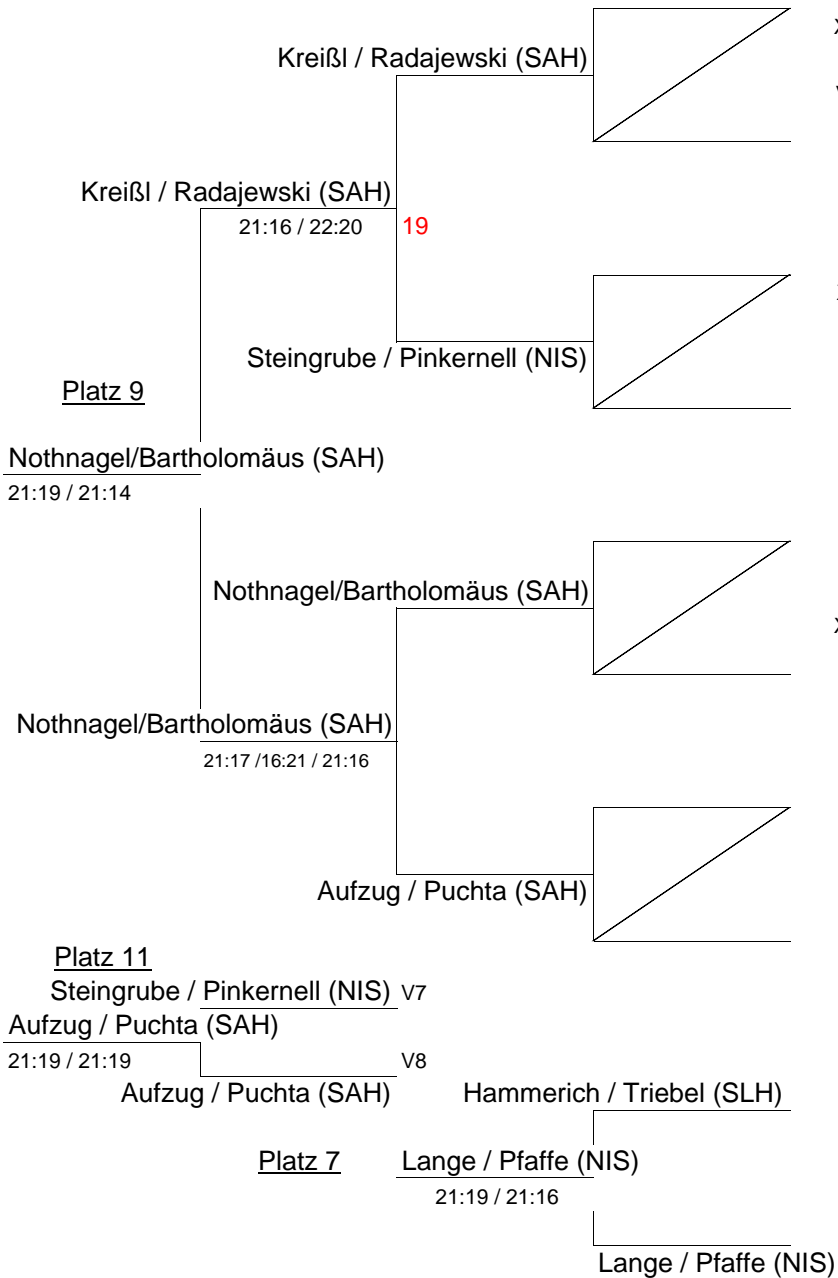 Kreißl / Radajewski (SAH)
Kreißl / Radajewski (SAH)
21:16 / 22:20 19
Steingrube / Pinkernell (NIS)
Platz 9
Nothnagel/Bartholomäus (SAH)
21:19 / 21:14
Nothnagel/Bartholomäus (SAH)
Nothnagel/Bartholomäus (SAH)
21:17 /16:21 / 21:16
Aufzug / Puchta (SAH)
Platz 11
Steingrube / Pinkernell (NIS) V7
Aufzug / Puchta (SAH)
21:19 / 21:19 V8
Aufzug / Puchta (SAH) Hammerich / Triebel (SLH)
Platz 7 Lange / Pfaffe (NIS)
21:19 / 21:16
Lange / Pfaffe (NIS)